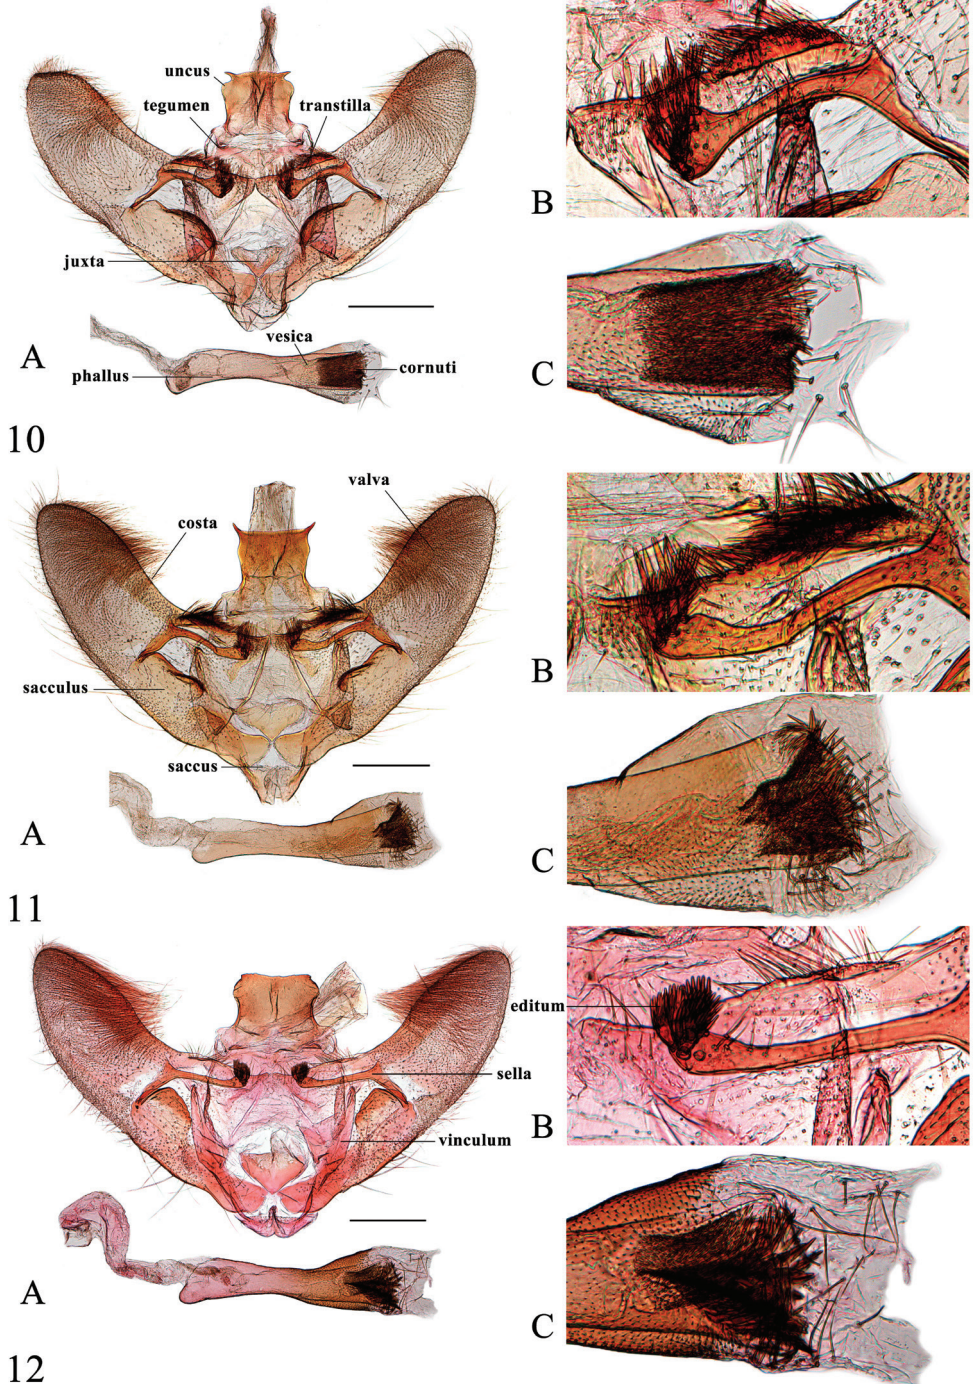 uncus
tegumen
transtilla
juxta
vesica
A
phallus
cornuti
B
C
10
valva
costa
sacculus
saccus
A
B
C
11
editum
sella
vinculum
A
B
C
12